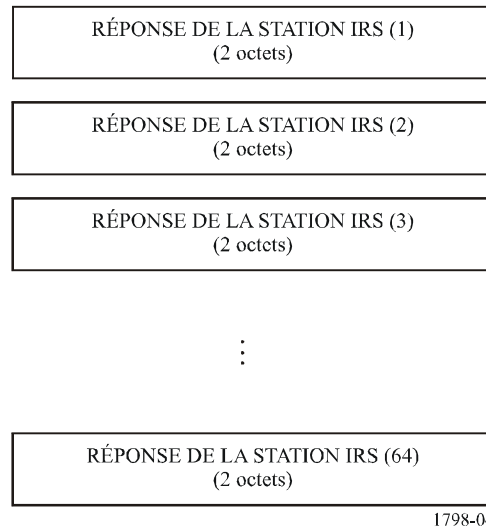 RÉPONSE DE LA STATION IRS (1)
(2 octets)
RÉPONSE DE LA STATION IRS (2)
(2 octets)
RÉPONSE DE LA STATION IRS (3)
(2 octets)
⋮
RÉPONSE DE LA STATION IRS (64)
(2 octets)